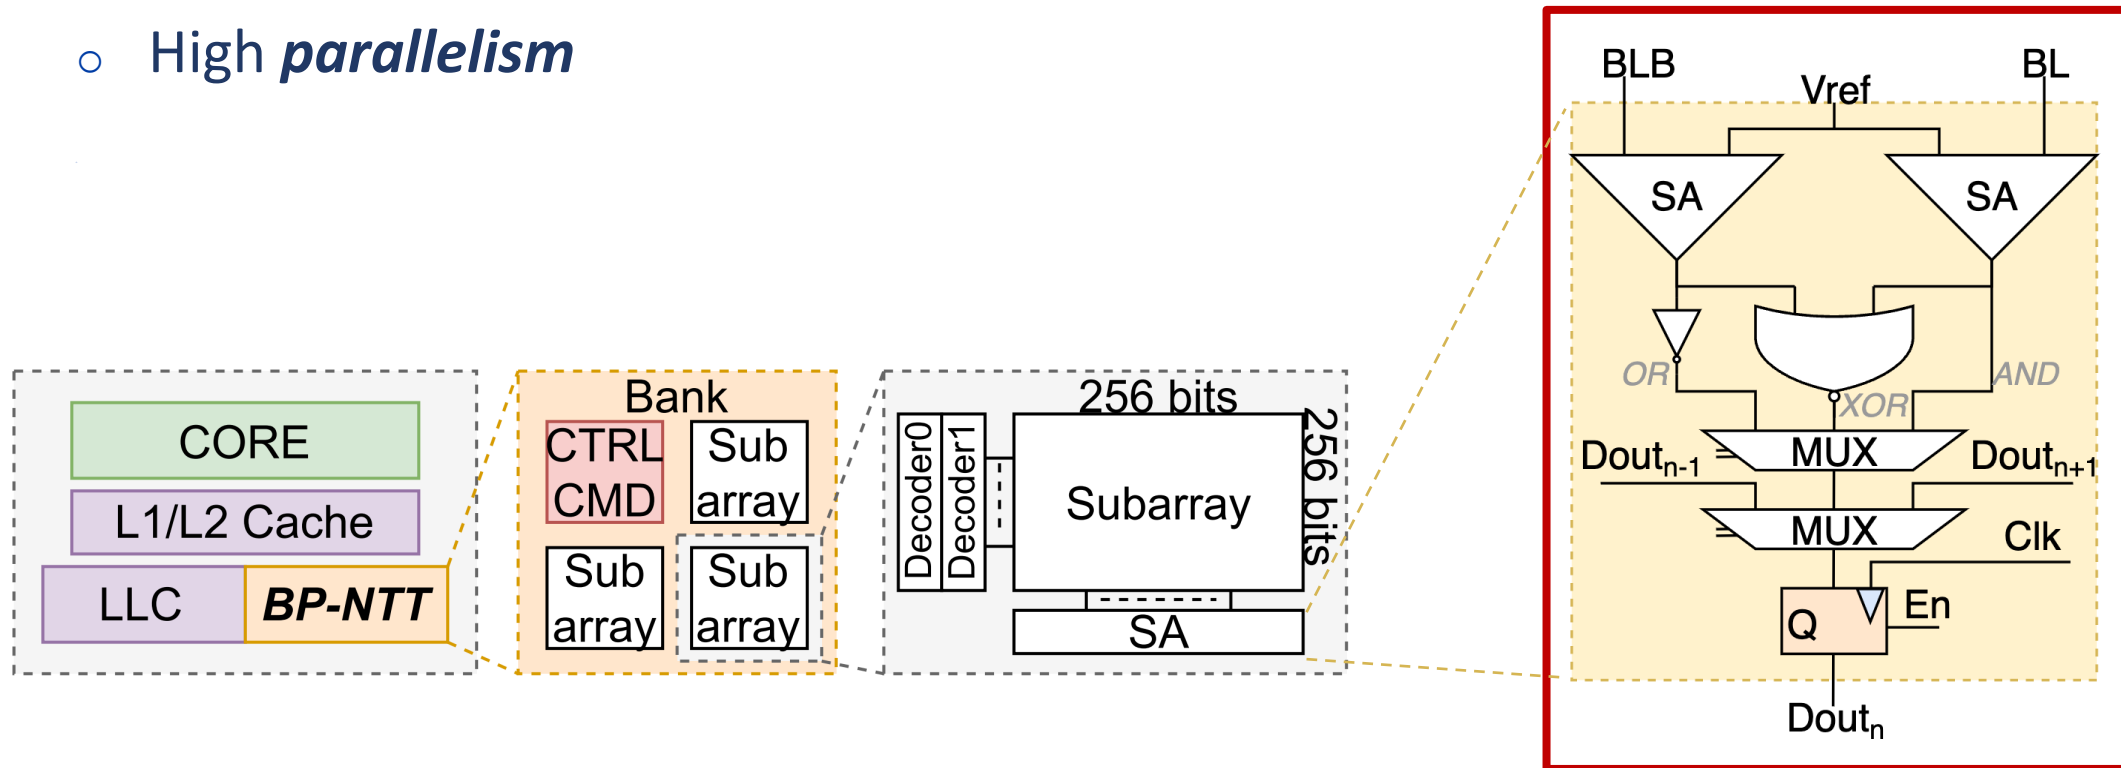 ○ High parallelism
CORE
L1/L2 Cache
LLC
BP-NTT
Bank
CTRL
CMD
Sub
array
Sub
array
Sub
array
256 bits
256 bits
Decoder0
Decoder1
Subarray
SA
BLB
Vref
BL
SA
SA
OR
XOR
AND
MUX
Doutn-1
Doutn+1
MUX
Clk
Q
En
Doutn